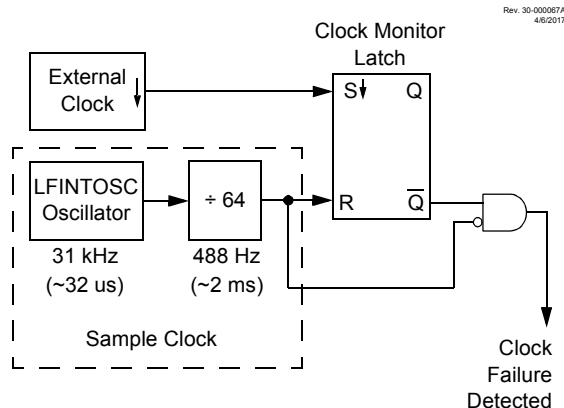 Rev. 30-000067A
4/6/2017
Clock Monitor
Latch
External
Clock
S
Q
LFINTOSC
Oscillator
÷ 64
R
Q
31 kHz
(~32 us)
488 Hz
(~2 ms)
Sample Clock
Clock
Failure
Detected